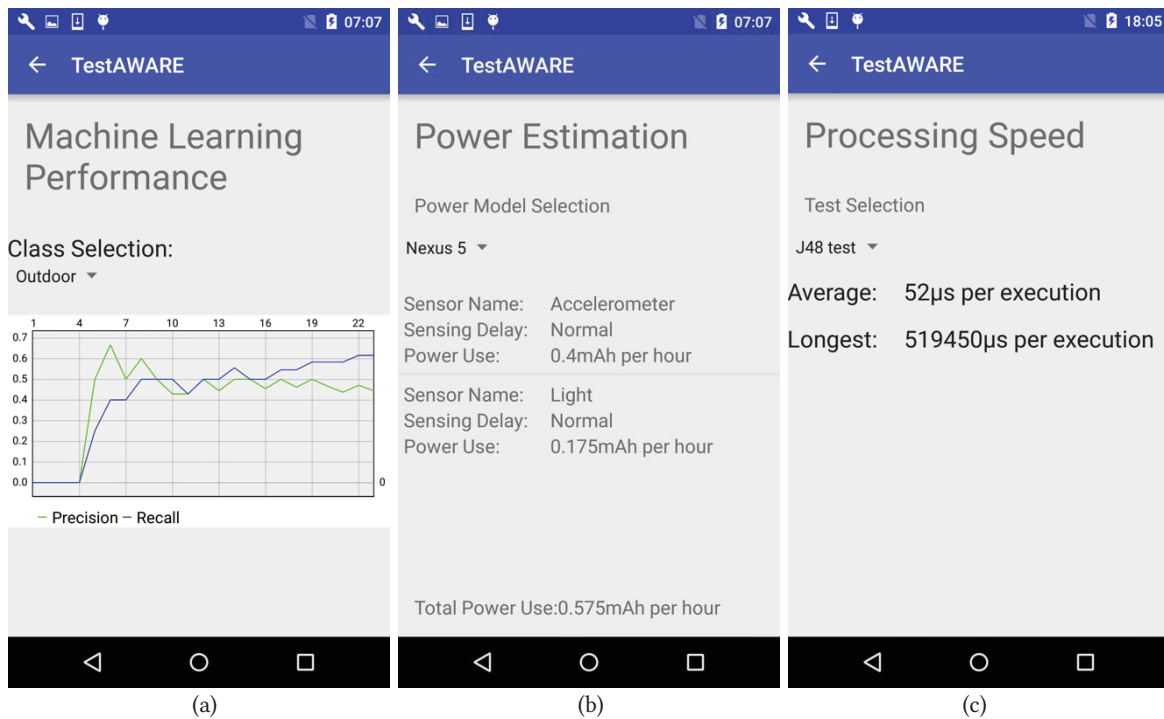 07:07
TestAWARE
Machine Learning
Performance
Class Selection:
Outdoor
1 4 7 10 13 16 19 22
0.7
0.6
0.5
0.4
0.3
0.2
0.1
0.0 0
Precision Recall
(a)
07:07
TestAWARE
Power Estimation
Power Model Selection
Nexus 5
Sensor Name: Accelerometer
Sensing Delay: Normal
Power Use: 0.4mAh per hour
Sensor Name: Light
Sensing Delay: Normal
Power Use: 0.175mAh per hour
Total Power Use:0.575mAh per hour
(b)
18:05
TestAWARE
Processing Speed
Test Selection
J48 test
Average: 52µs per execution
Longest: 519450µs per execution
(c)